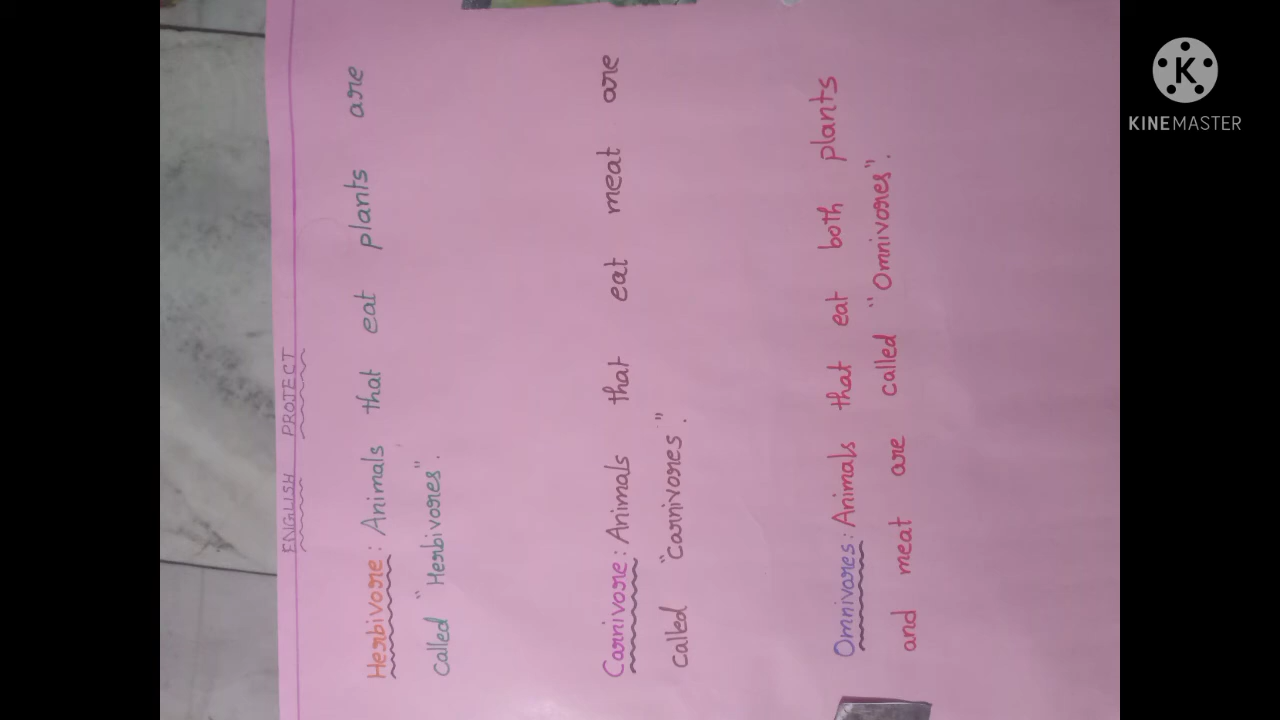 ENGLISH PROJECT
Herbivore: Animals that eat plants are
called "Herbivores".
Carnivore: Animals that eat meat are
called "Carnivores".
Omnivores: Animals that eat both plants
and meat are called "Omnivores".
KINEMASTER